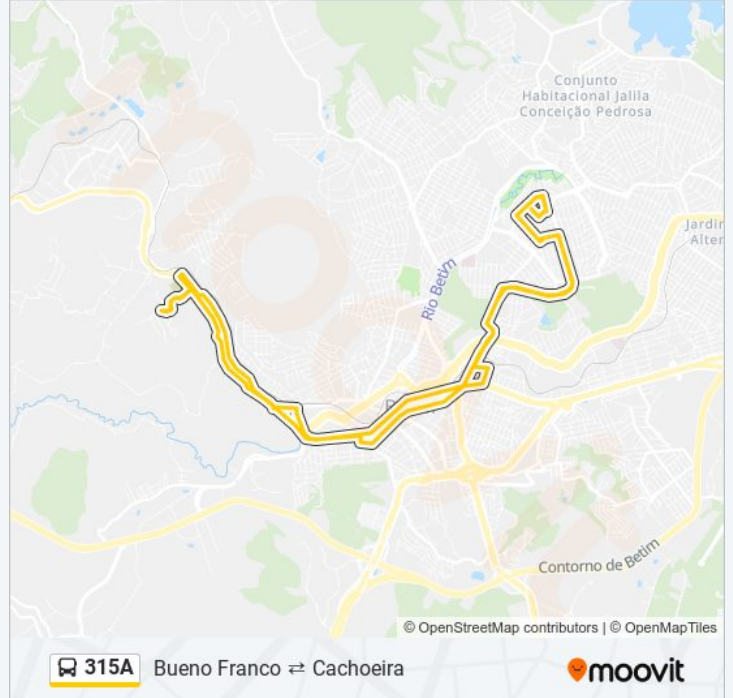 Conjunto
Habitacional Jalila
Conceição Pedrosa
Jardin
Alter
Rio Betim
Contorno de Betim
© OpenStreetMap contributors | © OpenMapTiles
315A Bueno Franco ⇄ Cachoeira
moovit